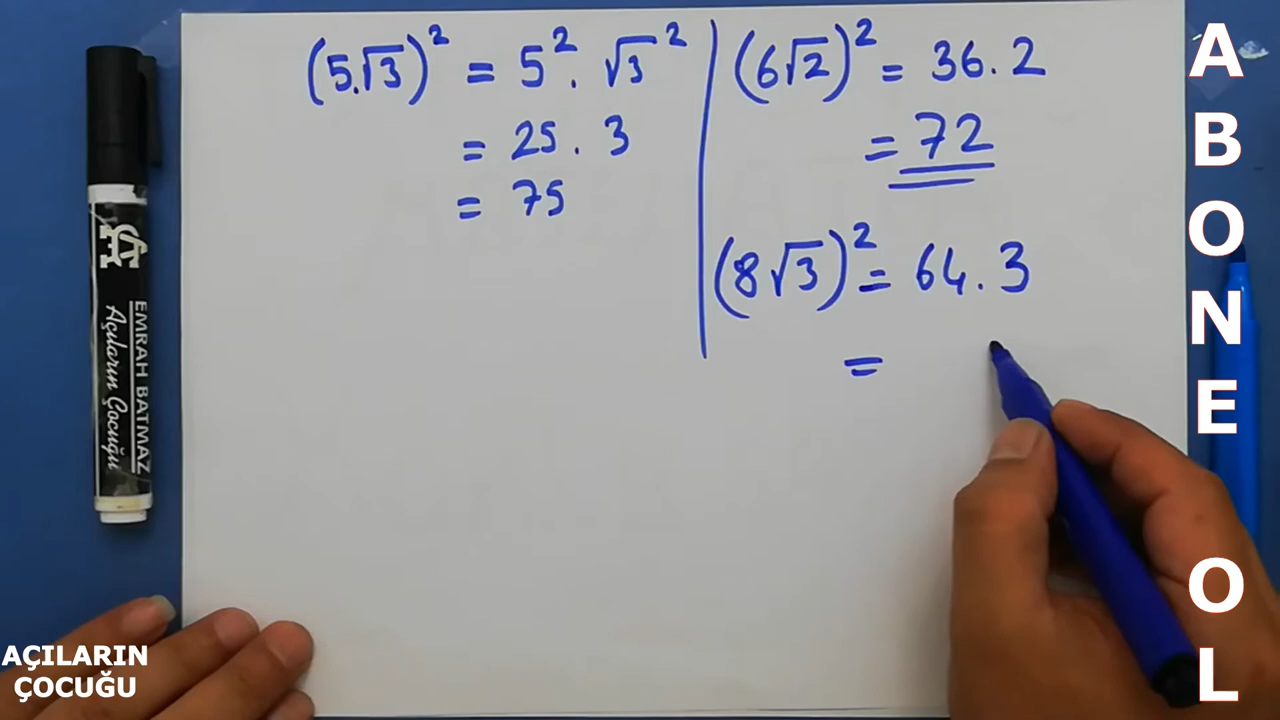 (5.√3)² = 5² . √3²
= 25 . 3
= 75
(6√2)² = 36 . 2
= 72
(8√3)² = 64 . 3
=
EMRAH BATMAZ
Açıların Çocuğu
AÇILARIN
ÇOCUĞU
ABONE OL